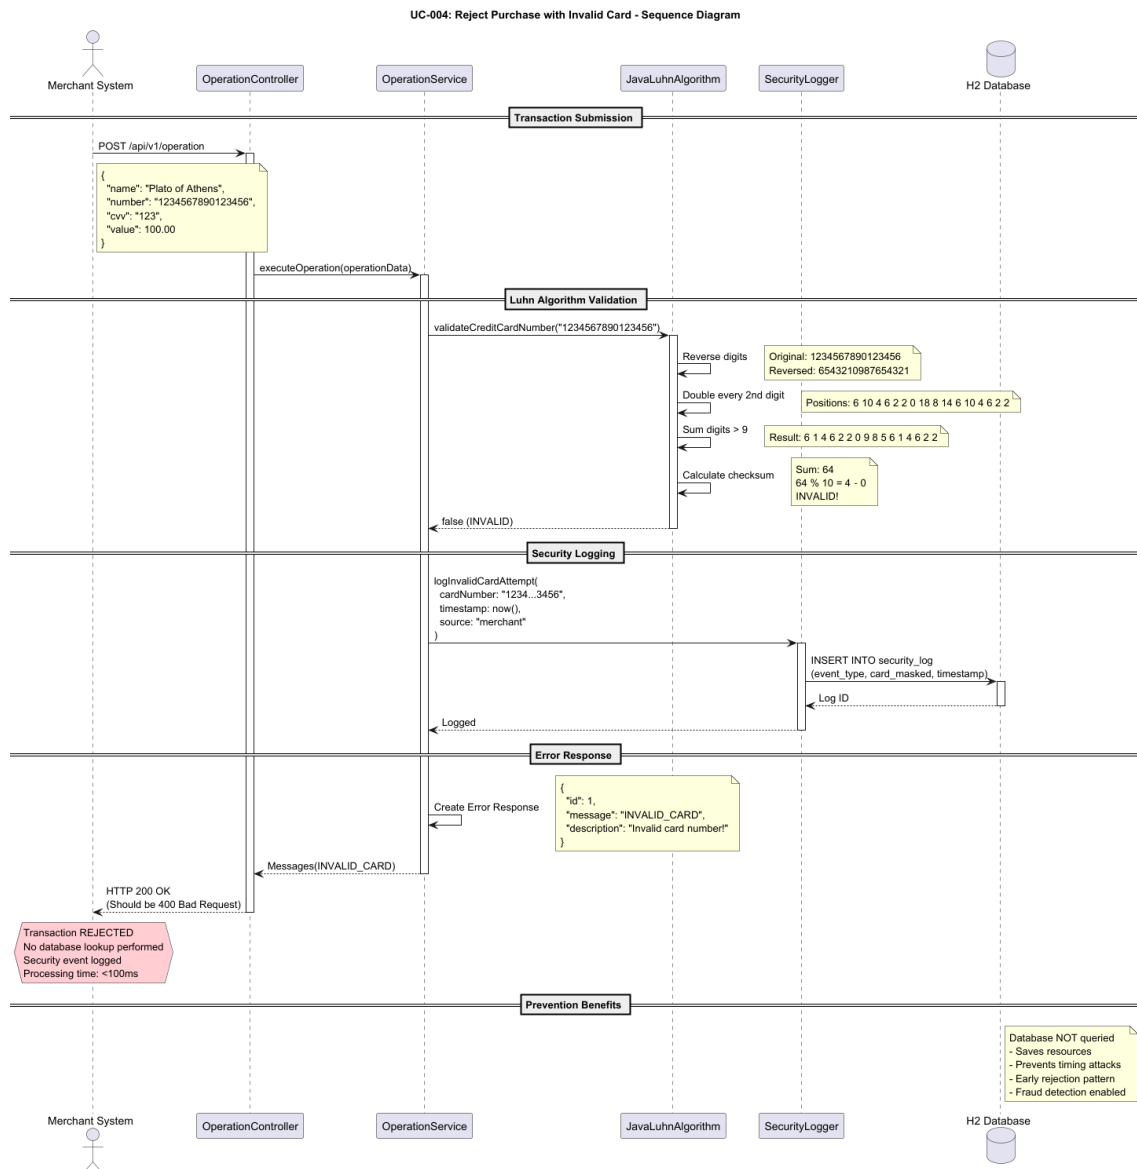 UC-004: Reject Purchase with Invalid Card - Sequence Diagram
Merchant System
OperationController
OperationService
JavaLuhnAlgorithm
SecurityLogger
H2 Database
Transaction Submission
POST /api/v1/operation
{
"name": "Plato of Athens",
"number": "1234567890123456",
"cvv": "123",
"value": 100.00
}
executeOperation(operationData)
Luhn Algorithm Validation
validateCreditCardNumber("1234567890123456")
Reverse digits
Original: 1234567890123456
Reversed: 6543210987654321
Double every 2nd digit
Positions: 6 10 4 6 2 2 0 18 8 14 6 10 4 6 2 2
Sum digits > 9
Result: 6 1 4 6 2 2 0 9 8 5 6 1 4 6 2 2
Calculate checksum
Sum: 64
64 % 10 = 4 - 0
INVALID!
false (INVALID)
Security Logging
logInvalidCardAttempt(
cardNumber: "1234...3456",
timestamp: now(),
source: "merchant"
)
INSERT INTO security_log
(event_type, card_masked, timestamp)
Log ID
Logged
Error Response
Create Error Response
{
"id": 1,
"message": "INVALID_CARD",
"description": "Invalid card number!"
}
Messages(INVALID_CARD)
HTTP 200 OK
(Should be 400 Bad Request)
Transaction REJECTED
No database lookup performed
Security event logged
Processing time: <100ms
Prevention Benefits
Database NOT queried
- Saves resources
- Prevents timing attacks
- Early rejection pattern
- Fraud detection enabled
Merchant System
OperationController
OperationService
JavaLuhnAlgorithm
SecurityLogger
H2 Database